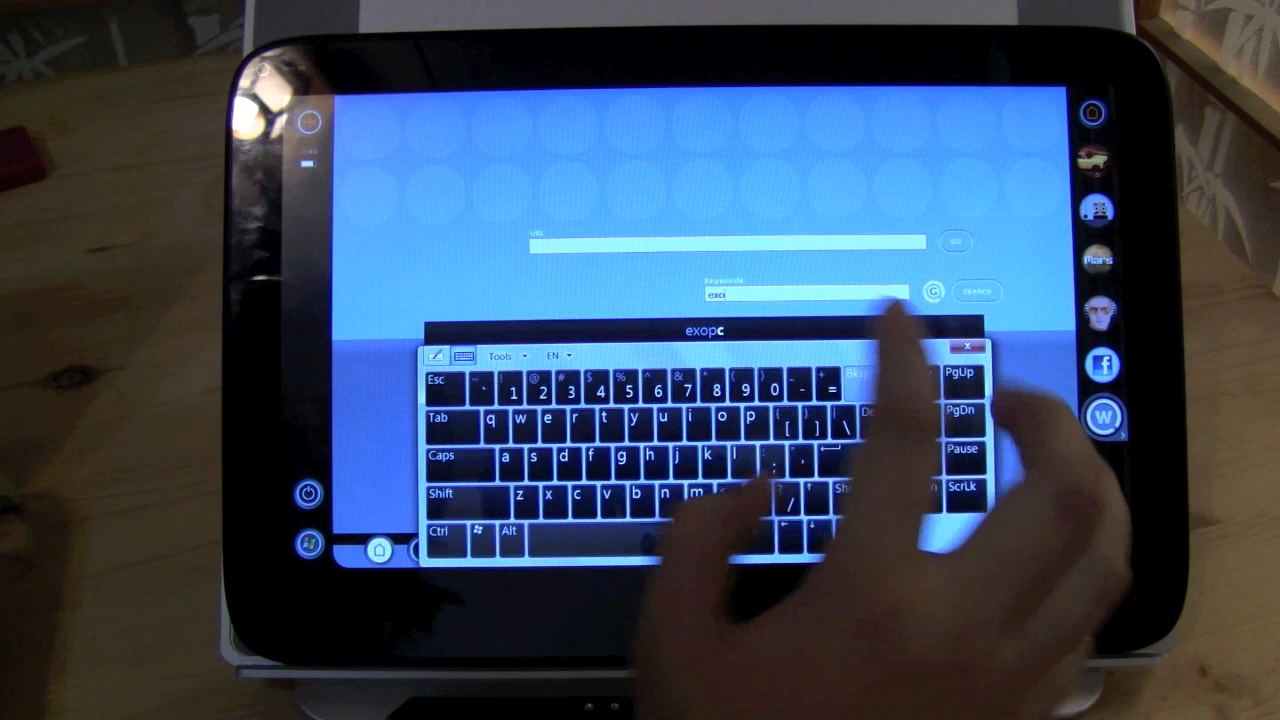 URL
GO
Keywords
exo
G
SEARCH
exopc
Tools EN x
Esc ~ ` ! 1 @ 2 # 3 $ 4 % 5 ^ 6 & 7 * 8 ( 9 ) 0 _ - + = Bksp PgUp
Tab q w e r t y u i o p { [ } ] | \ PgDn
Caps a s d f g h j k l : ; Pause
Shift z x c v b n m ? / ScrLk
Ctrl Alt
Mars
f
W